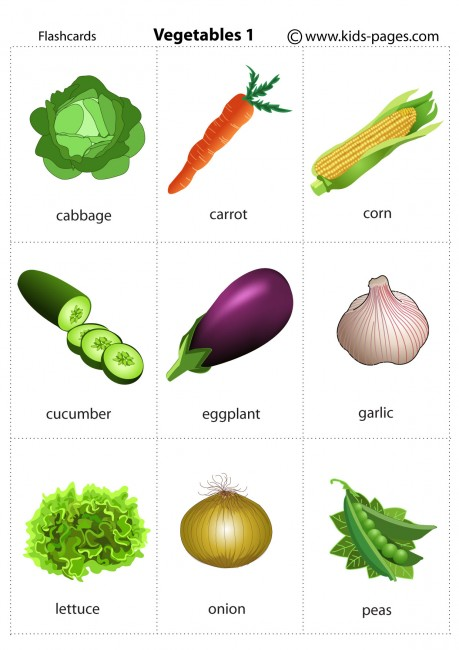 Flashcards Vegetables 1 © www.kids-pages.com
cabbage carrot corn
cucumber eggplant garlic
lettuce onion peas